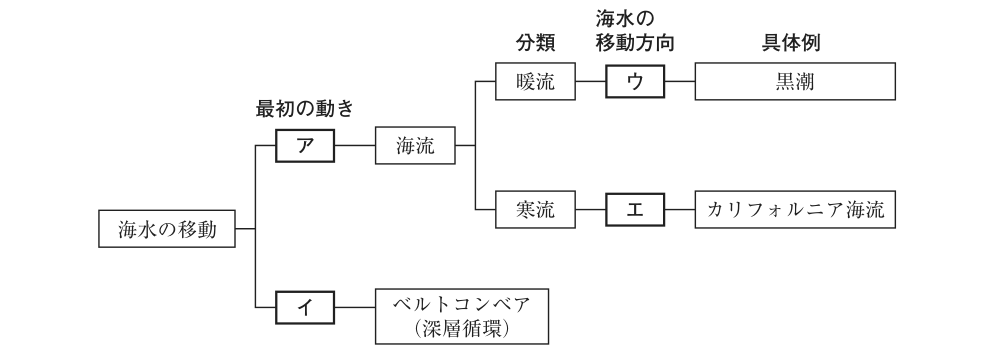 海水の
分類
移動方向
具体例
暖流
ウ
黒潮
最初の動き
ア
海流
寒流
エ
カリフォルニア海流
海水の移動
イ
ベルトコンベア
(深層循環)